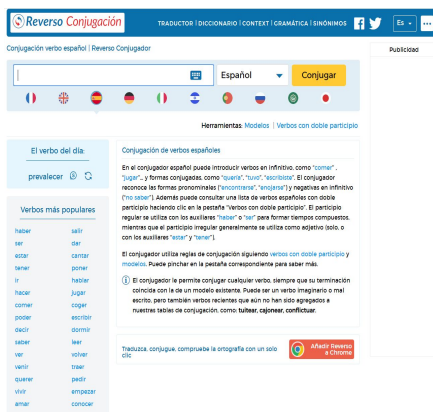 Reverso Conjugación
TRADUCTOR | DICCIONARIO | CONTEXT | GRAMÁTICA | SINÓNIMOS
Es
Conjugación verbo español | Reverso Conjugador
Publicidad
Español
Conjugar
Herramientas: Modelos | Verbos con doble participio
El verbo del día:
prevalecer
Verbos más populares
haber salir
ser dar
estar cantar
tener poner
ir hablar
hacer jugar
comer coger
poder escribir
decir dormir
saber leer
ver volver
venir traer
querer pedir
vivir empezar
amar conocer
Conjugación de verbos españoles
En el conjugador español puede introducir verbos en infinitivo, como "comer" ,
"jugar"... y formas conjugadas, como "quería", "tuvo", "escribiste". El conjugador
reconoce las formas pronominales ("encontrarse", "enojarse") y negativas en infinitivo
("no saber"). Además puede consultar una lista de verbos españoles con doble
participio haciendo clic en la pestaña "Verbos con doble participio". El participio
regular se utiliza con los auxiliares "haber" o "ser" para formar tiempos compuestos,
mientras que el participio irregular generalmente se utiliza como adjetivo (solo, o
con los auxiliares "estar" y "tener").
El conjugador utiliza reglas de conjugación siguiendo verbos con doble participio y
modelos. Puede pinchar en la pestaña correspondiente para saber más.
El conjugador le permite conjugar cualquier verbo, siempre que su terminación
coincida con la de un modelo existente. Puede ser un verbo imaginario o mal
escrito, pero también verbos recientes que aún no han sido agregados a
nuestras tablas de conjugación, como: tuitear, cajonear, conflictuar.
Traduzca, conjugue, compruebe la ortografía con un solo
clic
Añadir Reverso
a Chrome